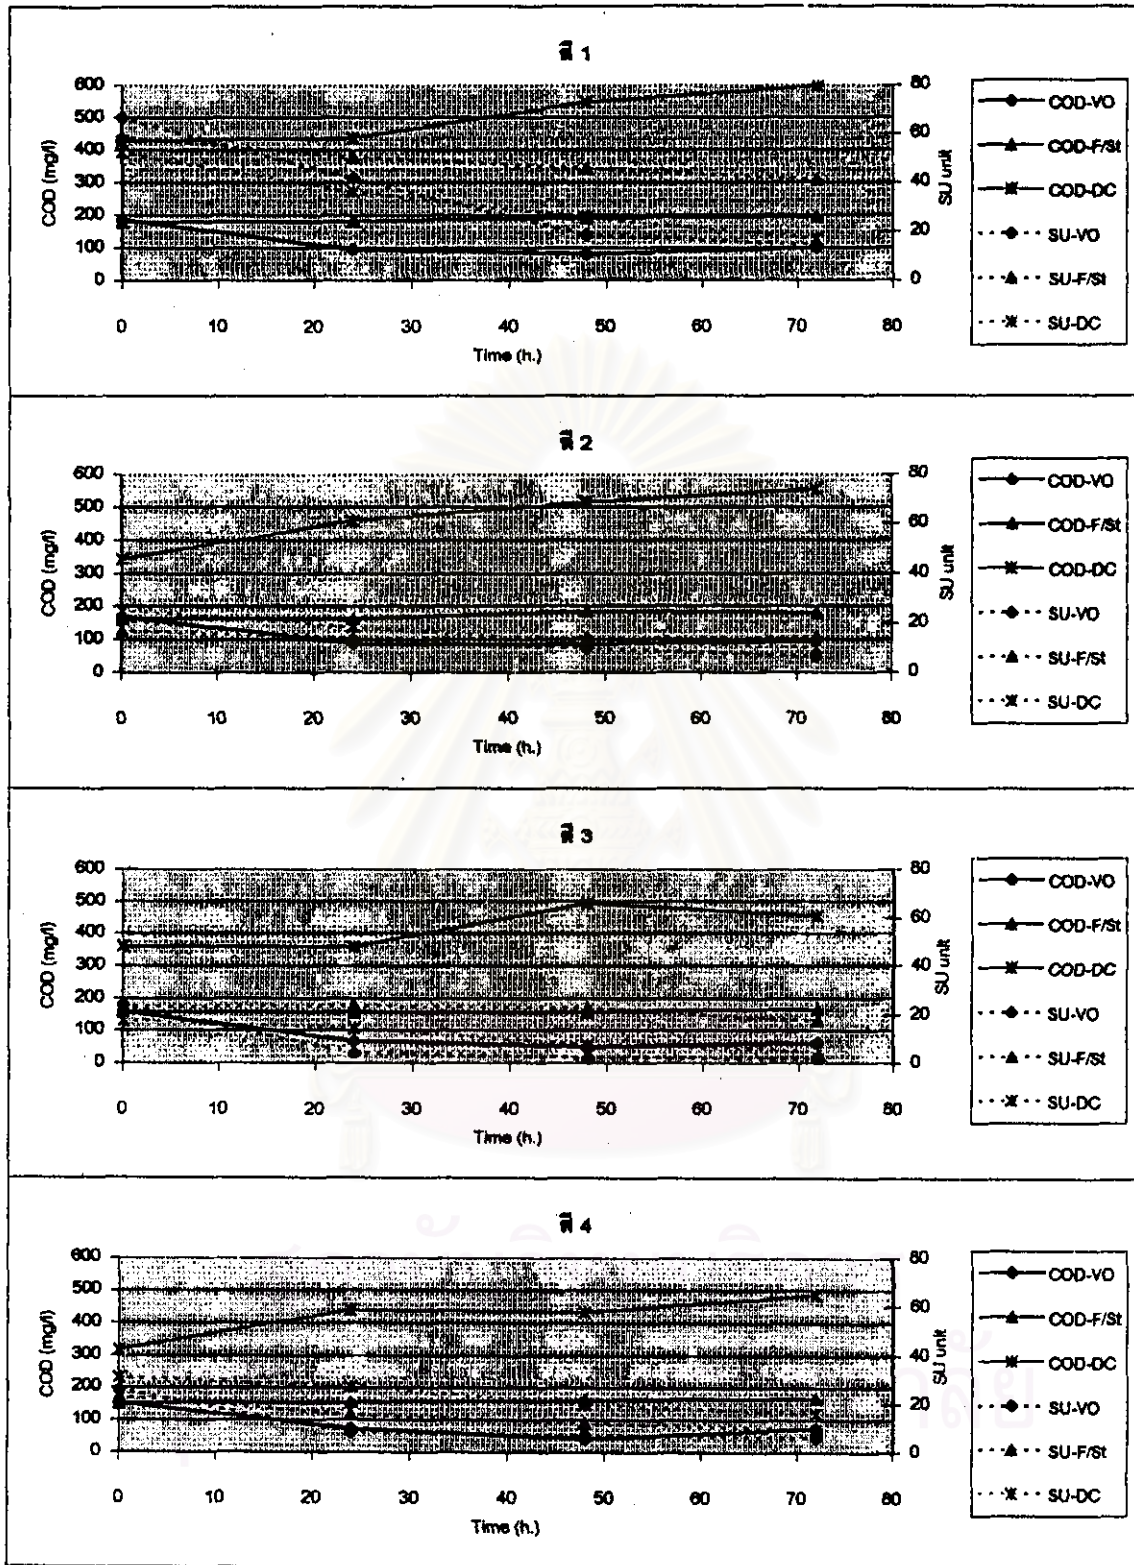 สี 1
600
500
400
300
200
100
0
COD (mg/l)
0 10 20 30 40 50 60 70 80
Time (h.)
80
60
40
20
0
SU unit
COD-VO
COD-F/St
COD-DC
SU-VO
SU-F/St
SU-DC
สี 2
600
500
400
300
200
100
0
COD (mg/l)
0 10 20 30 40 50 60 70 80
Time (h.)
80
60
40
20
0
SU unit
COD-VO
COD-F/St
COD-DC
SU-VO
SU-F/St
SU-DC
สี 3
600
500
400
300
200
100
0
COD (mg/l)
0 10 20 30 40 50 60 70 80
Time (h.)
80
60
40
20
0
SU unit
COD-VO
COD-F/St
COD-DC
SU-VO
SU-F/St
SU-DC
สี 4
600
500
400
300
200
100
0
COD (mg/l)
0 10 20 30 40 50 60 70 80
Time (h.)
80
60
40
20
0
SU unit
COD-VO
COD-F/St
COD-DC
SU-VO
SU-F/St
SU-DC